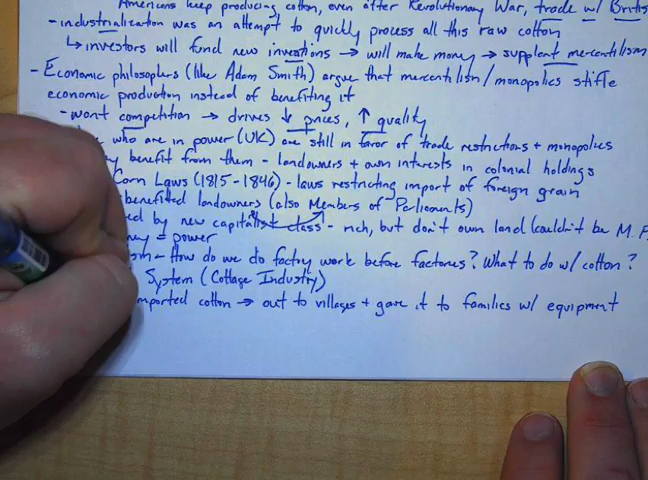 Americans keep producing cotton, even after Revolutionary War, trade w/ British
- industrialization was an attempt to quickly process all this raw cotton
↳ investors will fund new inventions → will make money → supplant mercantilism
- Economic philosophers (like Adam Smith) argue that mercantilism/monopolies stifle
economic production instead of benefiting it
- want competition → drives ↓ prices, ↑ quality
who are in power (UK) are still in favor of trade restrictions + monopolies
benefit from them - landowners + own interests in colonial holdings
Corn Laws (1815-1846) - laws restricting import of foreign grain
benefitted landowners (also Members of Parliaments)
by new capitalist class - rich, but don't own land (couldn't be M.P.
= power
- How do we do factory work before factories? What to do w/ cotton?
System (Cottage Industry)
imported cotton → out to villages + gave it to families w/ equipment